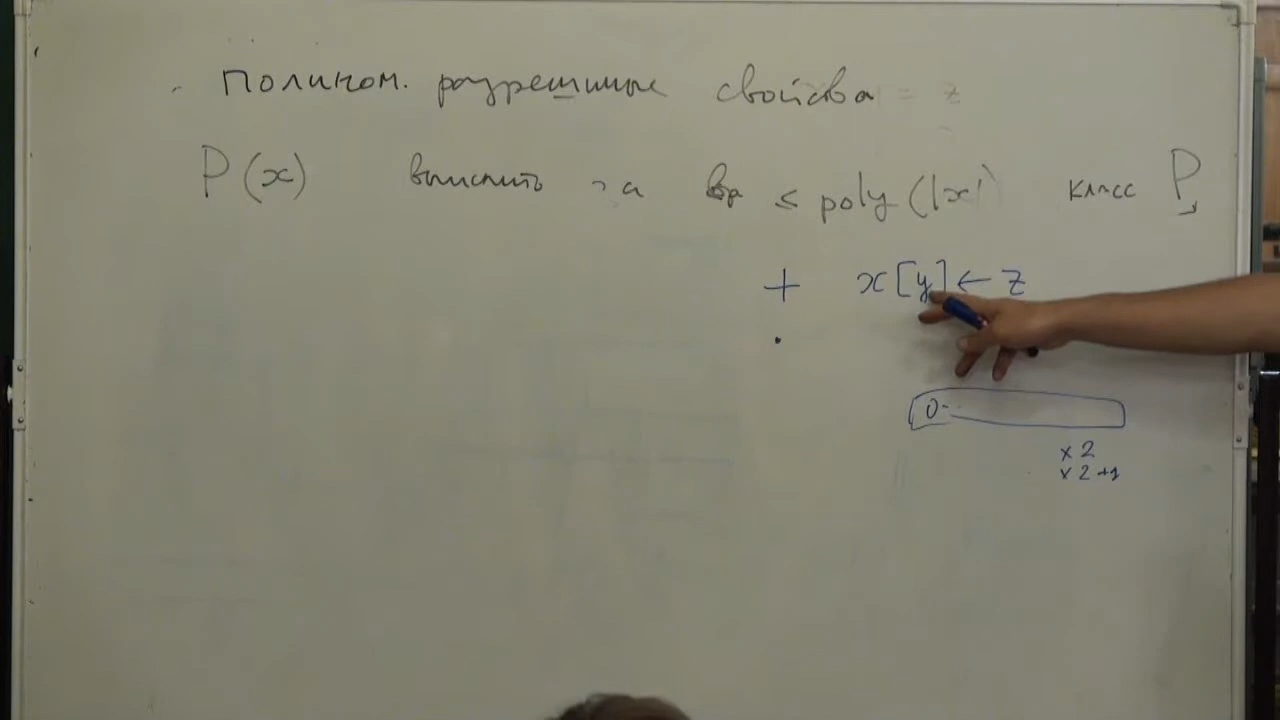 Полином. разрешимые свойства = z
P(x) вычислить за вр ≤ poly(|x|) класс P
+ x[y] ← z
·
0..
x 2
x 2 +1